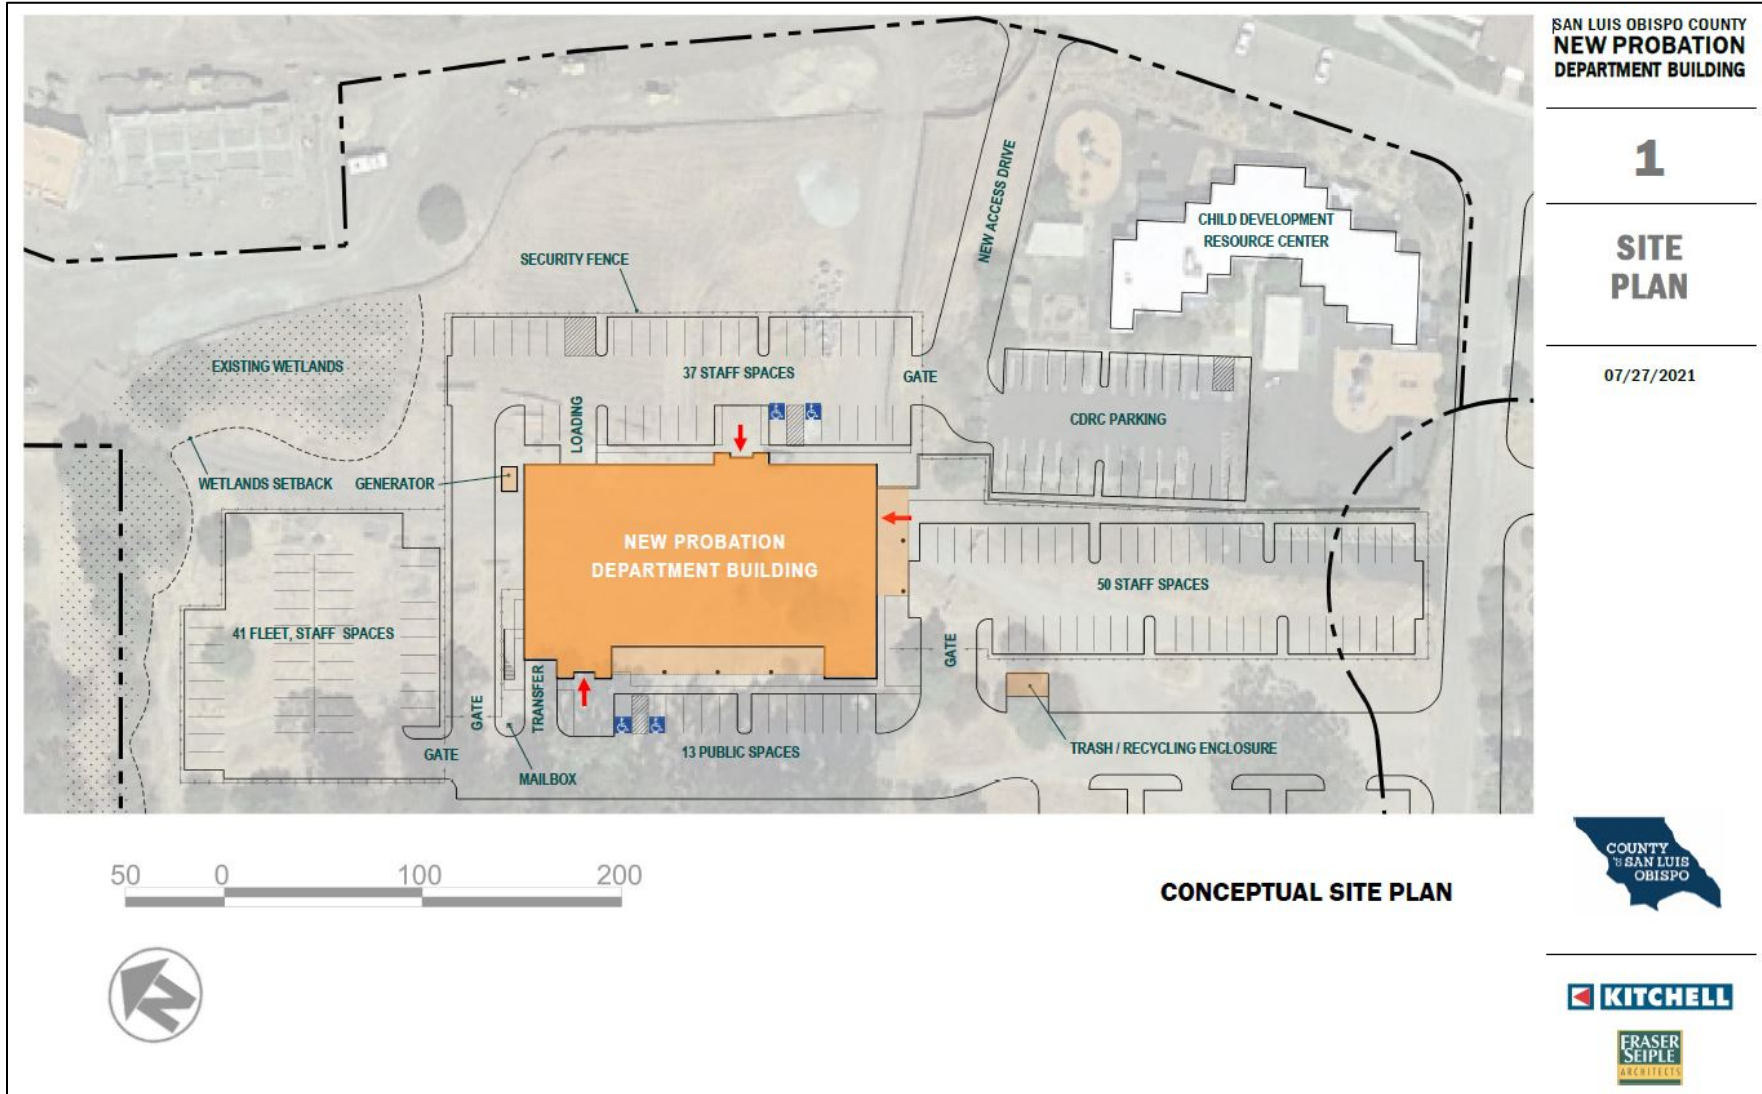 SAN LUIS OBISPO COUNTY
NEW PROBATION
DEPARTMENT BUILDING
1
SITE
PLAN
07/27/2021
NEW ACCESS DRIVE
CHILD DEVELOPMENT
RESOURCE CENTER
SECURITY FENCE
EXISTING WETLANDS
37 STAFF SPACES
GATE
LOADING
CDRC PARKING
WETLANDS SETBACK
GENERATOR
NEW PROBATION
DEPARTMENT BUILDING
50 STAFF SPACES
41 FLEET, STAFF SPACES
GATE
TRANSFER
GATE
GATE
MAILBOX
13 PUBLIC SPACES
TRASH / RECYCLING ENCLOSURE
50 0 100 200
CONCEPTUAL SITE PLAN
N
COUNTY
OF SAN LUIS
OBISPO
KITCHELL
FRASER
SEIPLE
ARCHITECTS